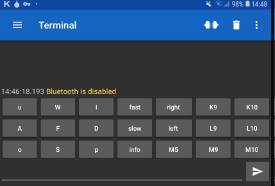 98% 14:48
Terminal
14:46:18.193 Bluetooth is disabled
u W I fast right K9 K10
A F D slow left L9 L10
o S p info M5 M9 M10